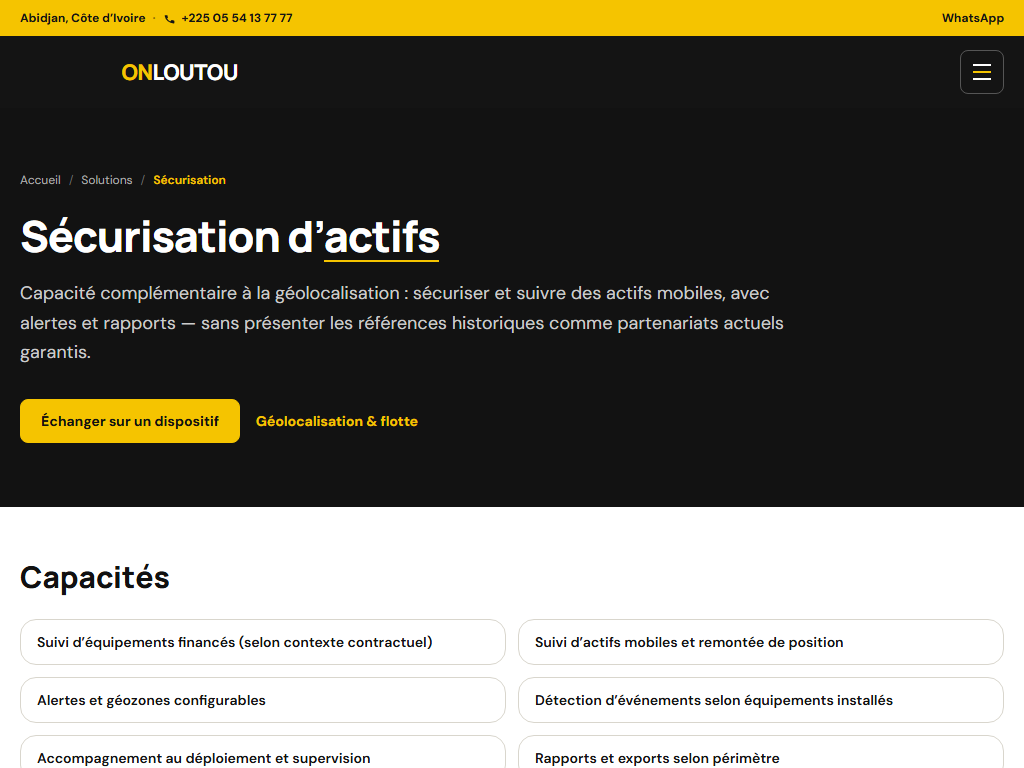 Abidjan, Côte d’Ivoire · +225 05 54 13 77 77
WhatsApp
ONLOUTOU
Accueil / Solutions / Sécurisation
Sécurisation d’actifs
Capacité complémentaire à la géolocalisation : sécuriser et suivre des actifs mobiles, avec
alertes et rapports — sans présenter les références historiques comme partenariats actuels
garantis.
Échanger sur un dispositif
Géolocalisation & flotte
Capacités
Suivi d’équipements financés (selon contexte contractuel)
Suivi d’actifs mobiles et remontée de position
Alertes et géozones configurables
Détection d’événements selon équipements installés
Accompagnement au déploiement et supervision
Rapports et exports selon périmètre